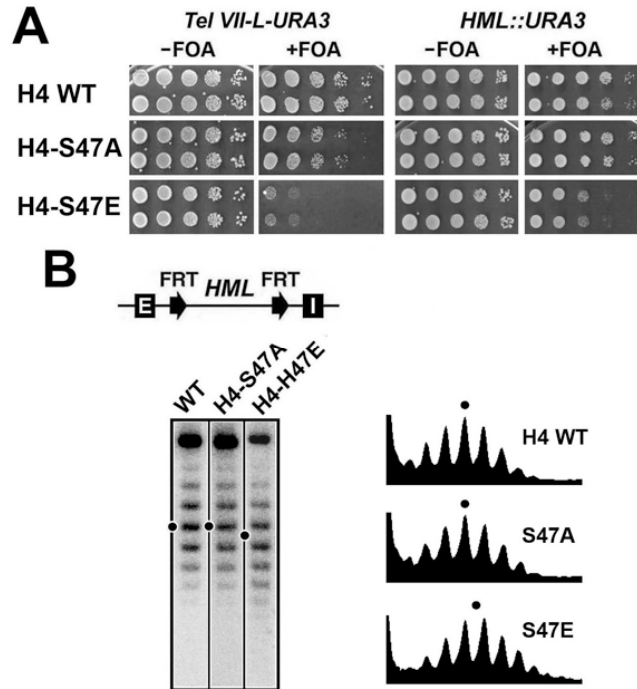 A
Tel VII-L-URA3 HML::URA3
−FOA +FOA −FOA +FOA
H4 WT
H4-S47A
H4-S47E
B
FRT HML FRT
E I
WT H4-S47A H4-H47E
H4 WT
S47A
S47E